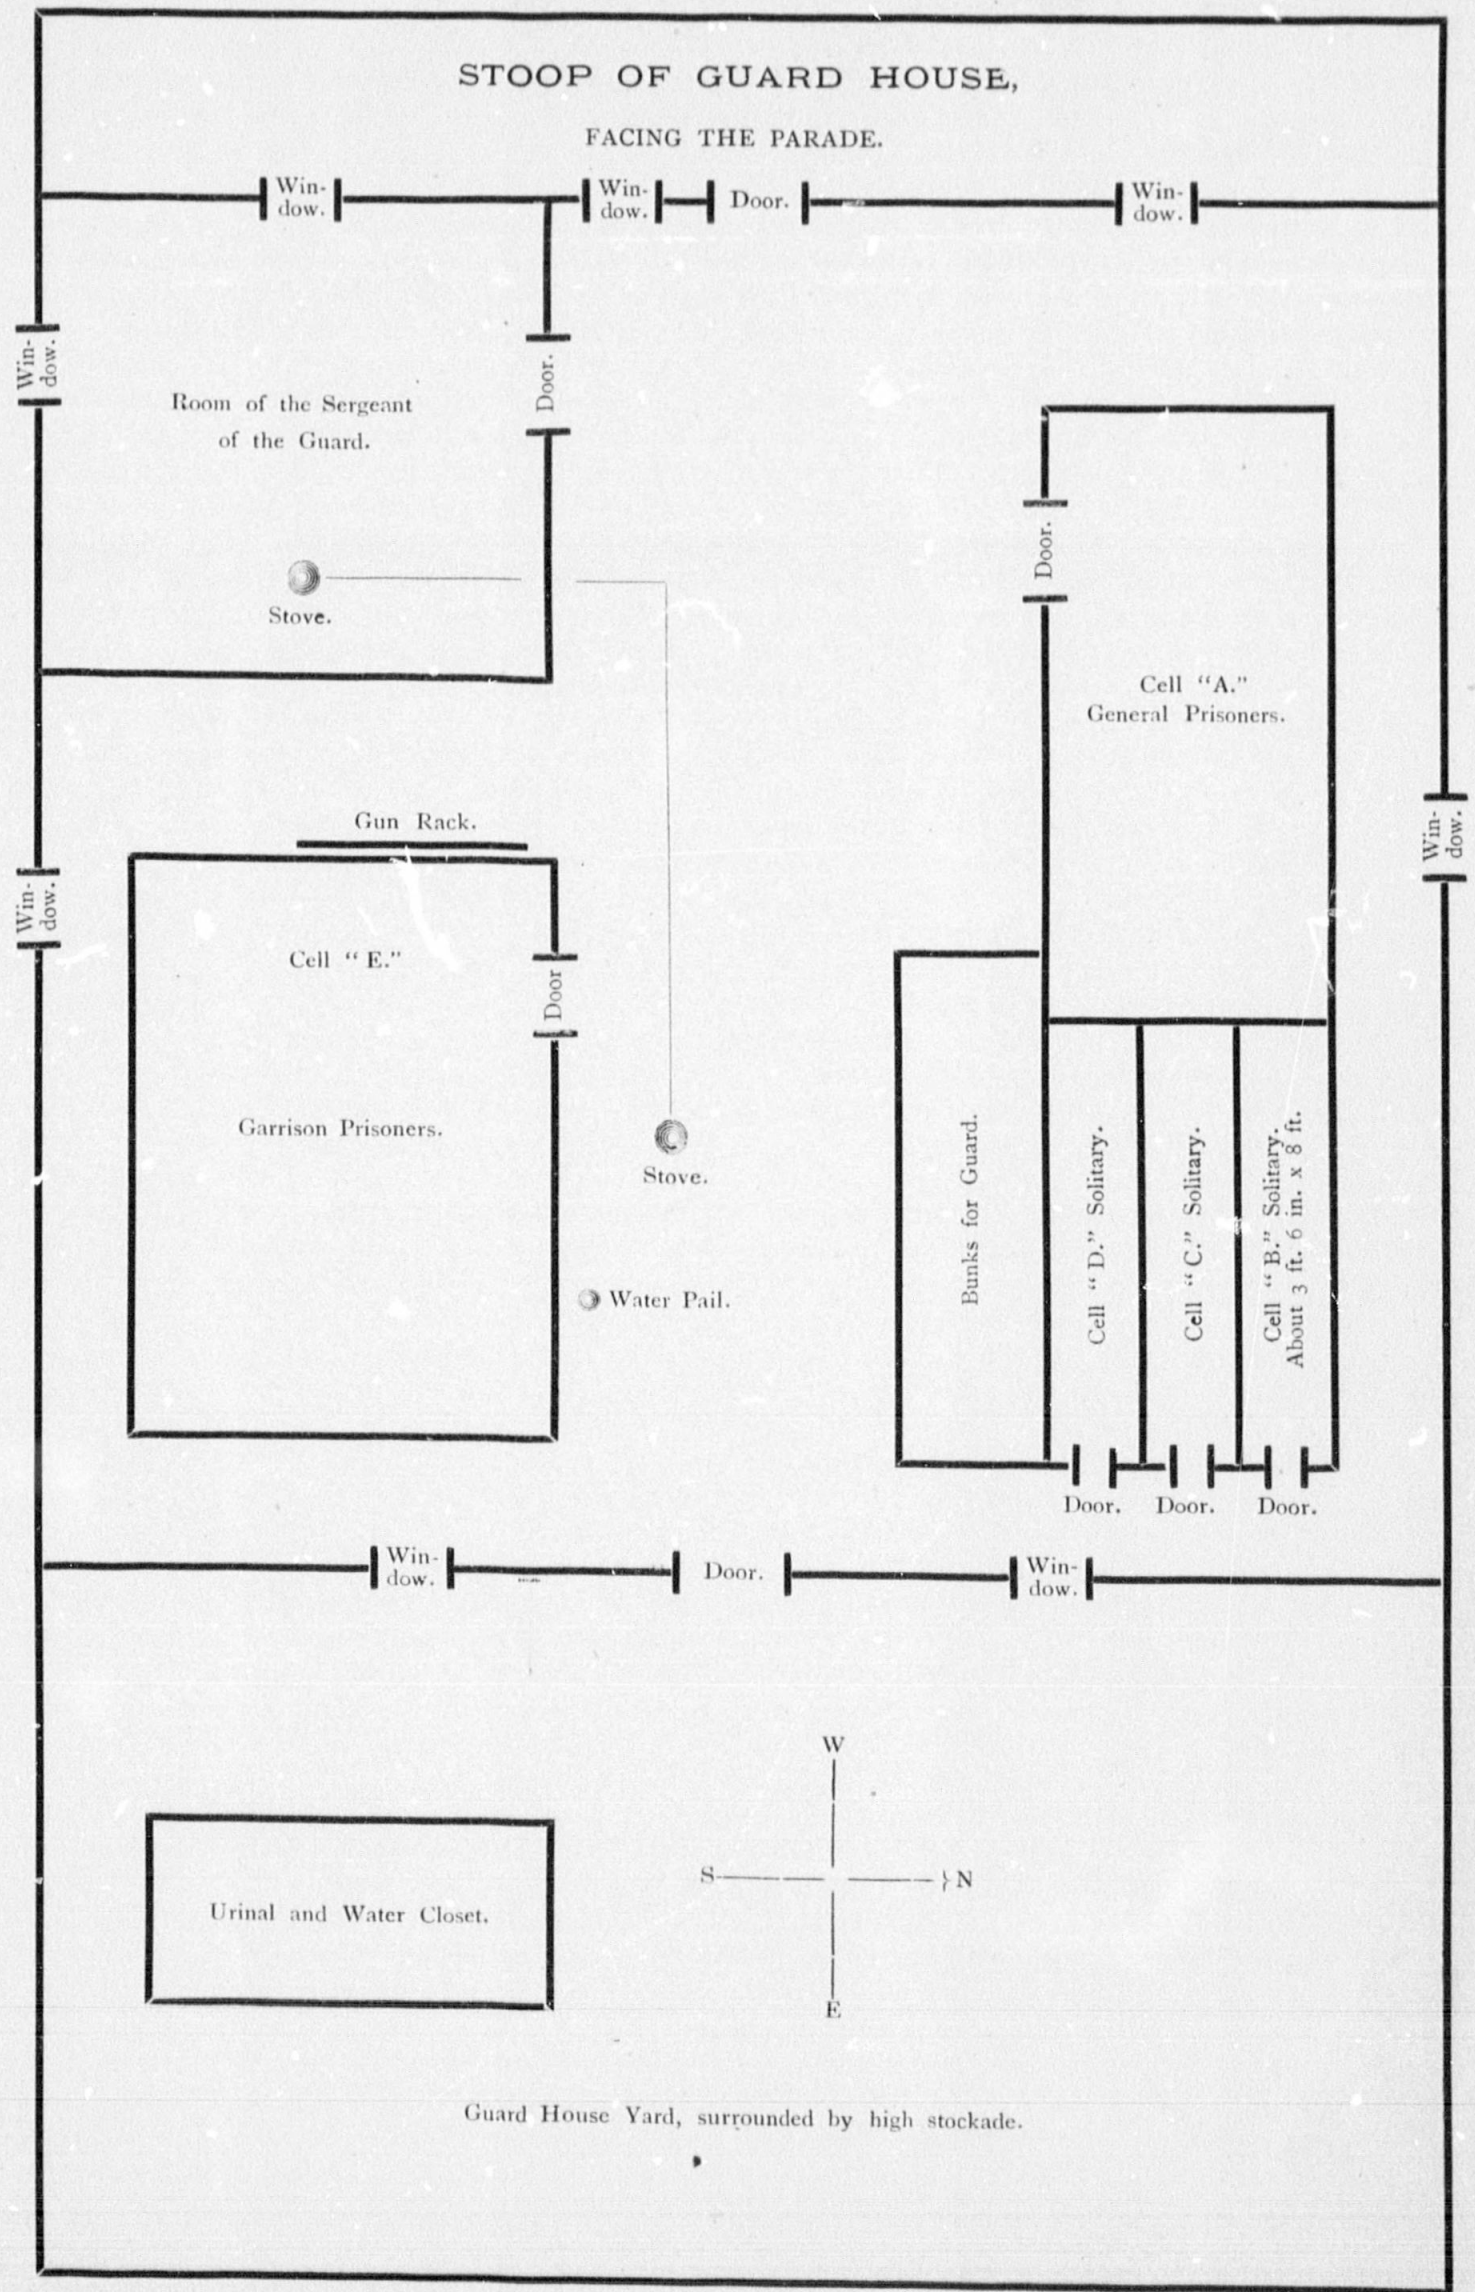 STOOP OF GUARD HOUSE,
FACING THE PARADE.
Win-
dow.
Win-
dow.
Door.
Win-
dow.
Win-
dow.
Door.
Room of the Sergeant
of the Guard.
Stove.
Door.
Cell "A."
General Prisoners.
Gun Rack.
Win-
dow.
Win-
dow.
Cell "E."
Door
Garrison Prisoners.
Stove.
Water Pail.
Bunks for Guard.
Cell "D." Solitary.
Cell "C." Solitary.
Cell "B." Solitary.
About 3 ft. 6 in. x 8 ft.
Door.
Door.
Door.
Win-
dow.
Door.
Win-
dow.
W
S
N
E
Urinal and Water Closet.
Guard House Yard, surrounded by high stockade.